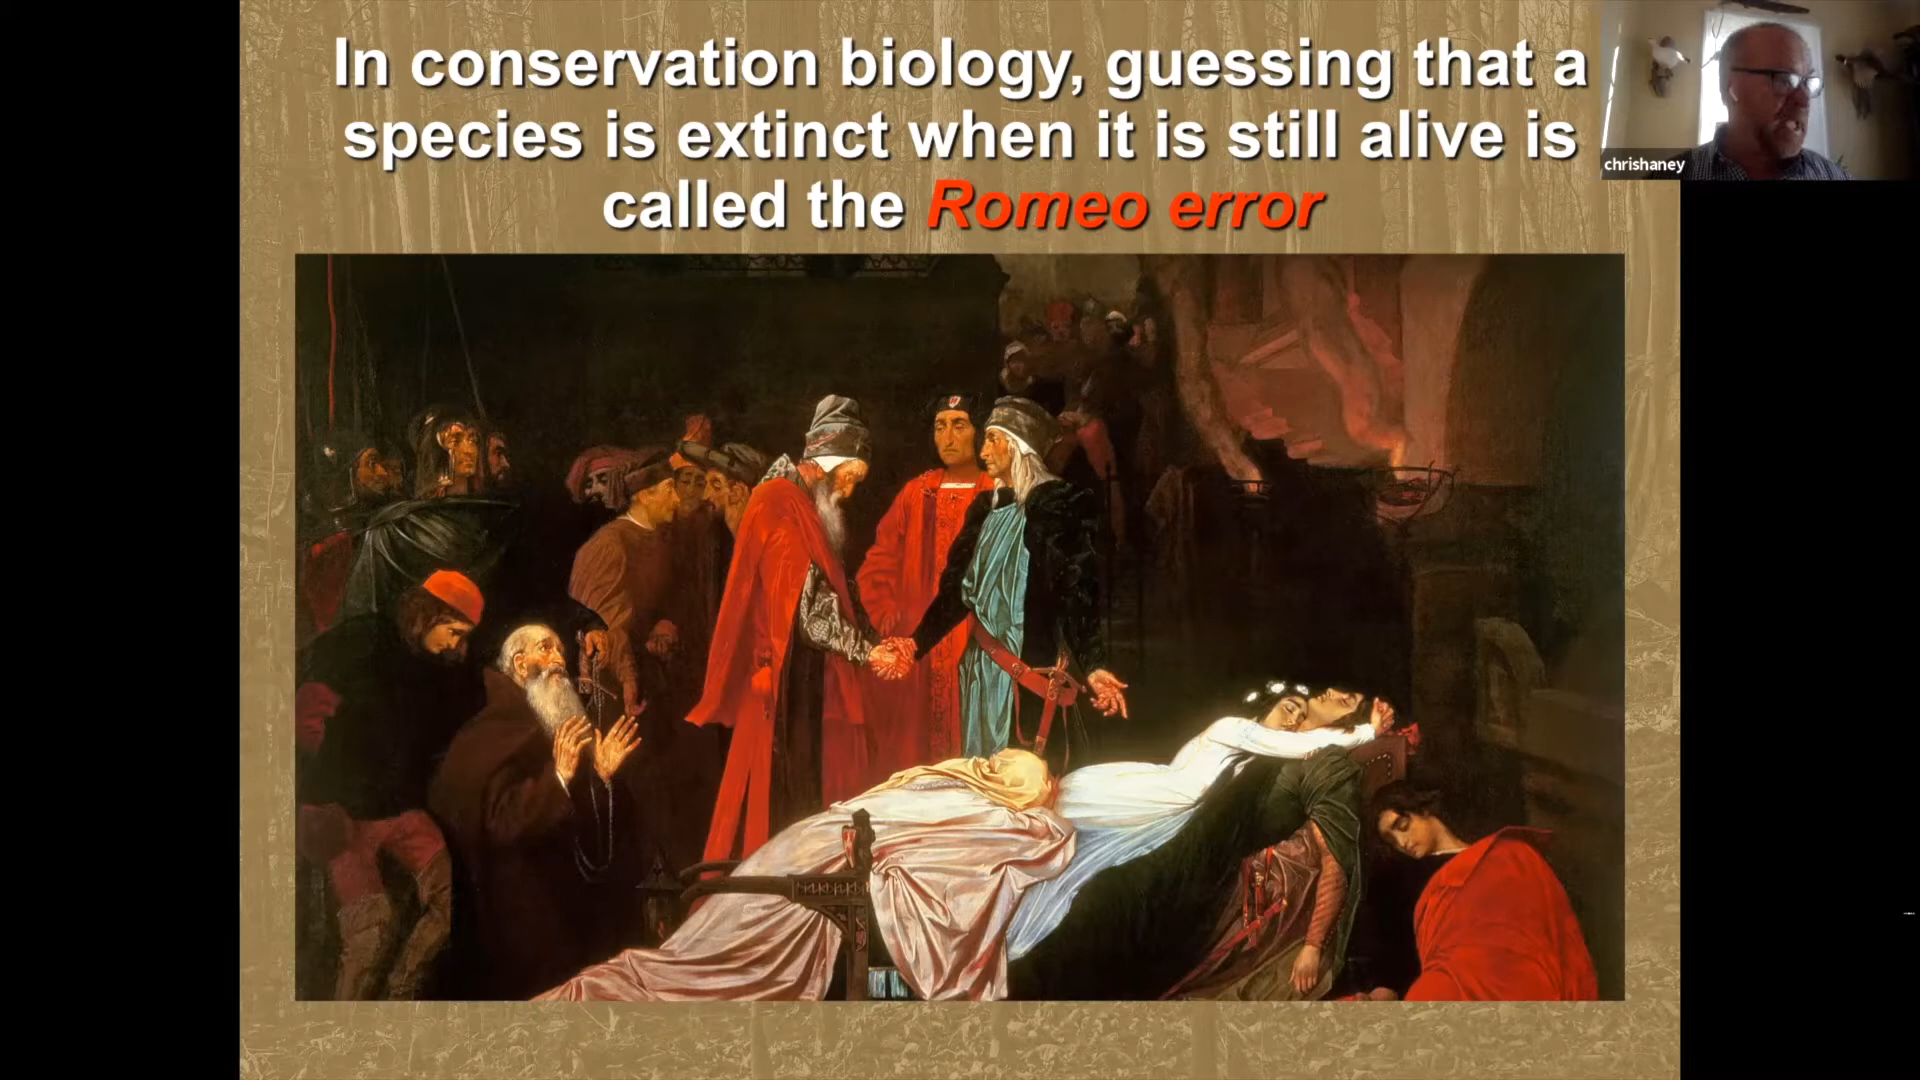 In conservation biology, guessing that a
species is extinct when it is still alive is
called the Romeo error
chrishaney